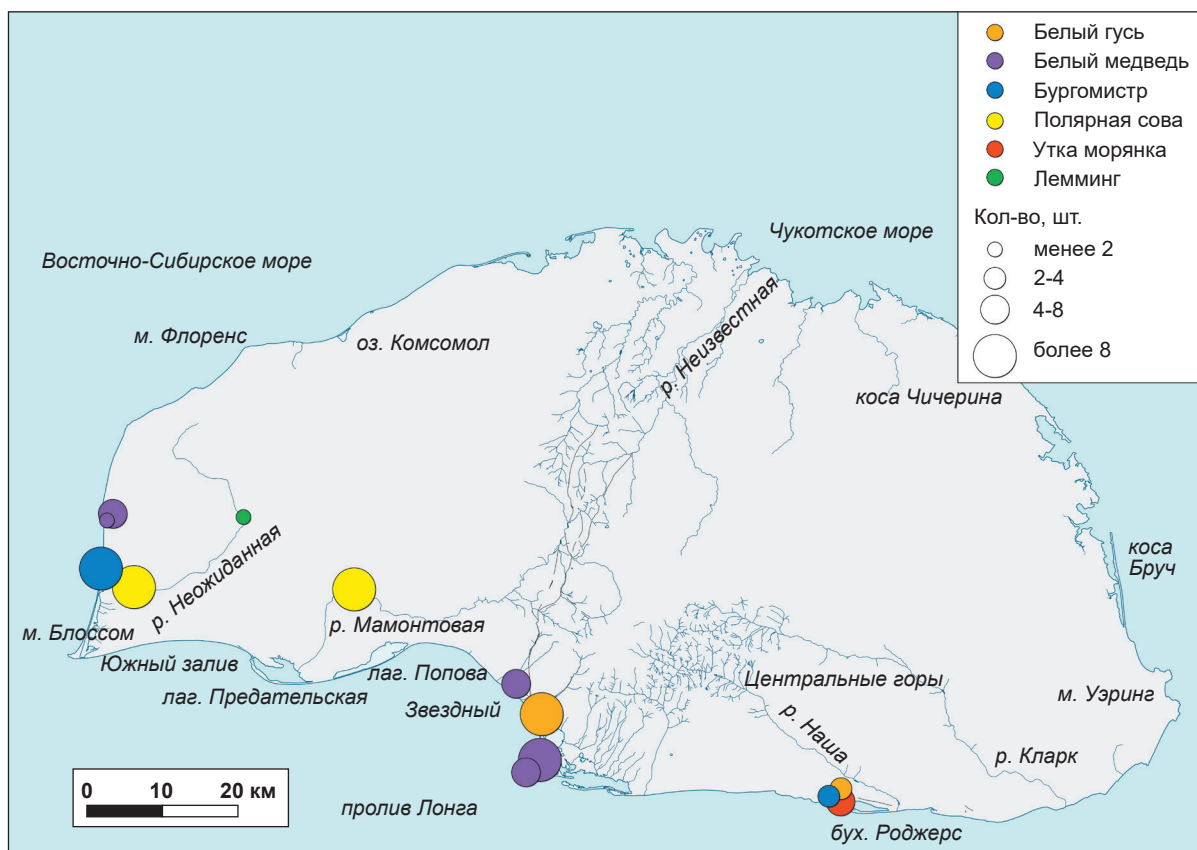 Белый гусь
Белый медведь
Бургомистр
Полярная сова
Утка морянка
Лемминг
Кол-во, шт.
менее 2
2-4
4-8
более 8
Чукотское море
Восточно-Сибирское море
м. Флоренс
оз. Комсомол
р. Неизвестная
коса Чичерина
коса
Бруч
р. Неожиданная
м. Блоссом
Южный залив
р. Мамонтовая
лаг. Попова
лаг. Предательская
Звездный
Центральные горы
м. Уэринг
р. Наша
р. Кларк
0 10 20 км
пролив Лонга
бух. Роджерс